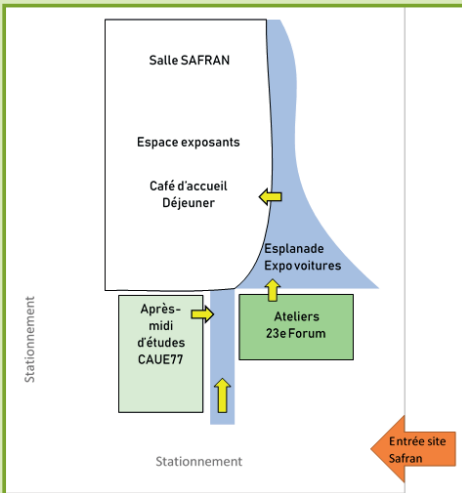 Salle SAFRAN
Espace exposants
Café d'accueil
Déjeuner
Esplanade
Expo voitures
Après-
midi
d'études
CAUE77
Ateliers
23e Forum
Stationnement
Stationnement
Entrée site
Safran